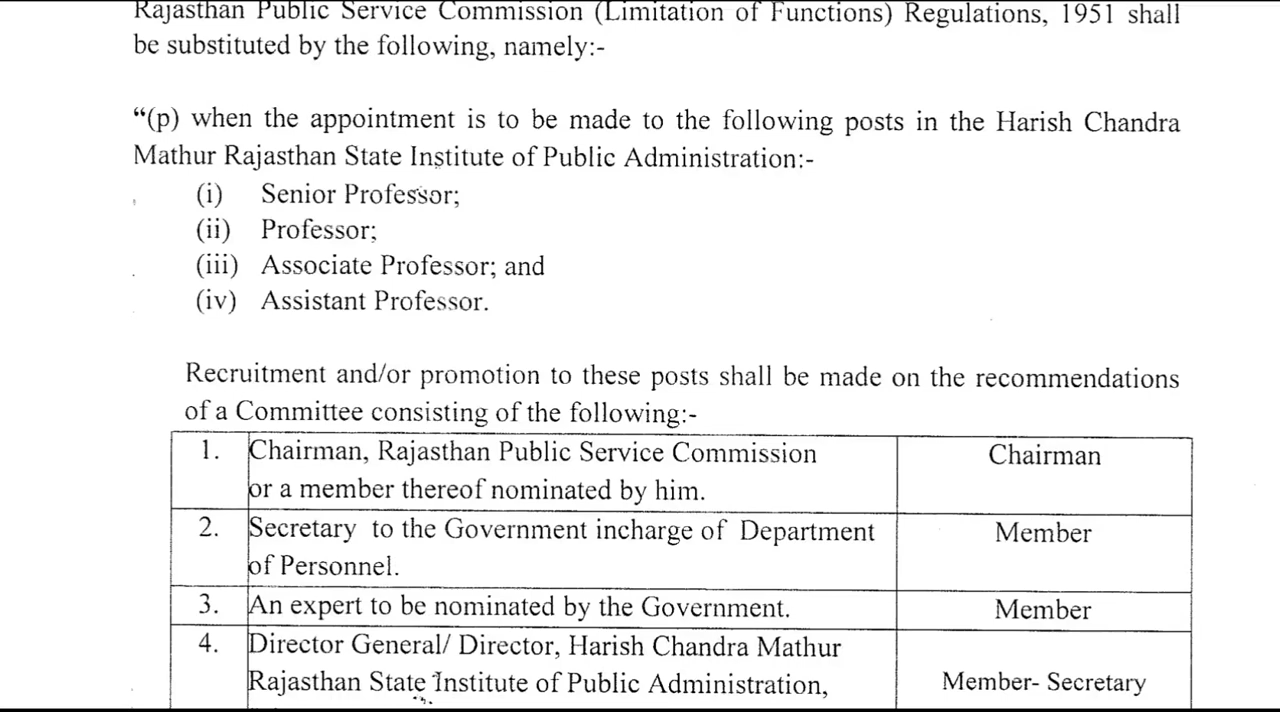 Rajasthan Public Service Commission (Limitation of Functions) Regulations, 1951 shall
be substituted by the following, namely:-
“(p) when the appointment is to be made to the following posts in the Harish Chandra
Mathur Rajasthan State Institute of Public Administration:-
(i) Senior Professor;
(ii) Professor;
(iii) Associate Professor; and
(iv) Assistant Professor.
Recruitment and/or promotion to these posts shall be made on the recommendations
of a Committee consisting of the following:-
1. Chairman, Rajasthan Public Service Commission Chairman
or a member thereof nominated by him.
2. Secretary to the Government incharge of Department Member
of Personnel.
3. An expert to be nominated by the Government. Member
4. Director General/ Director, Harish Chandra Mathur
Rajasthan State Institute of Public Administration, Member- Secretary